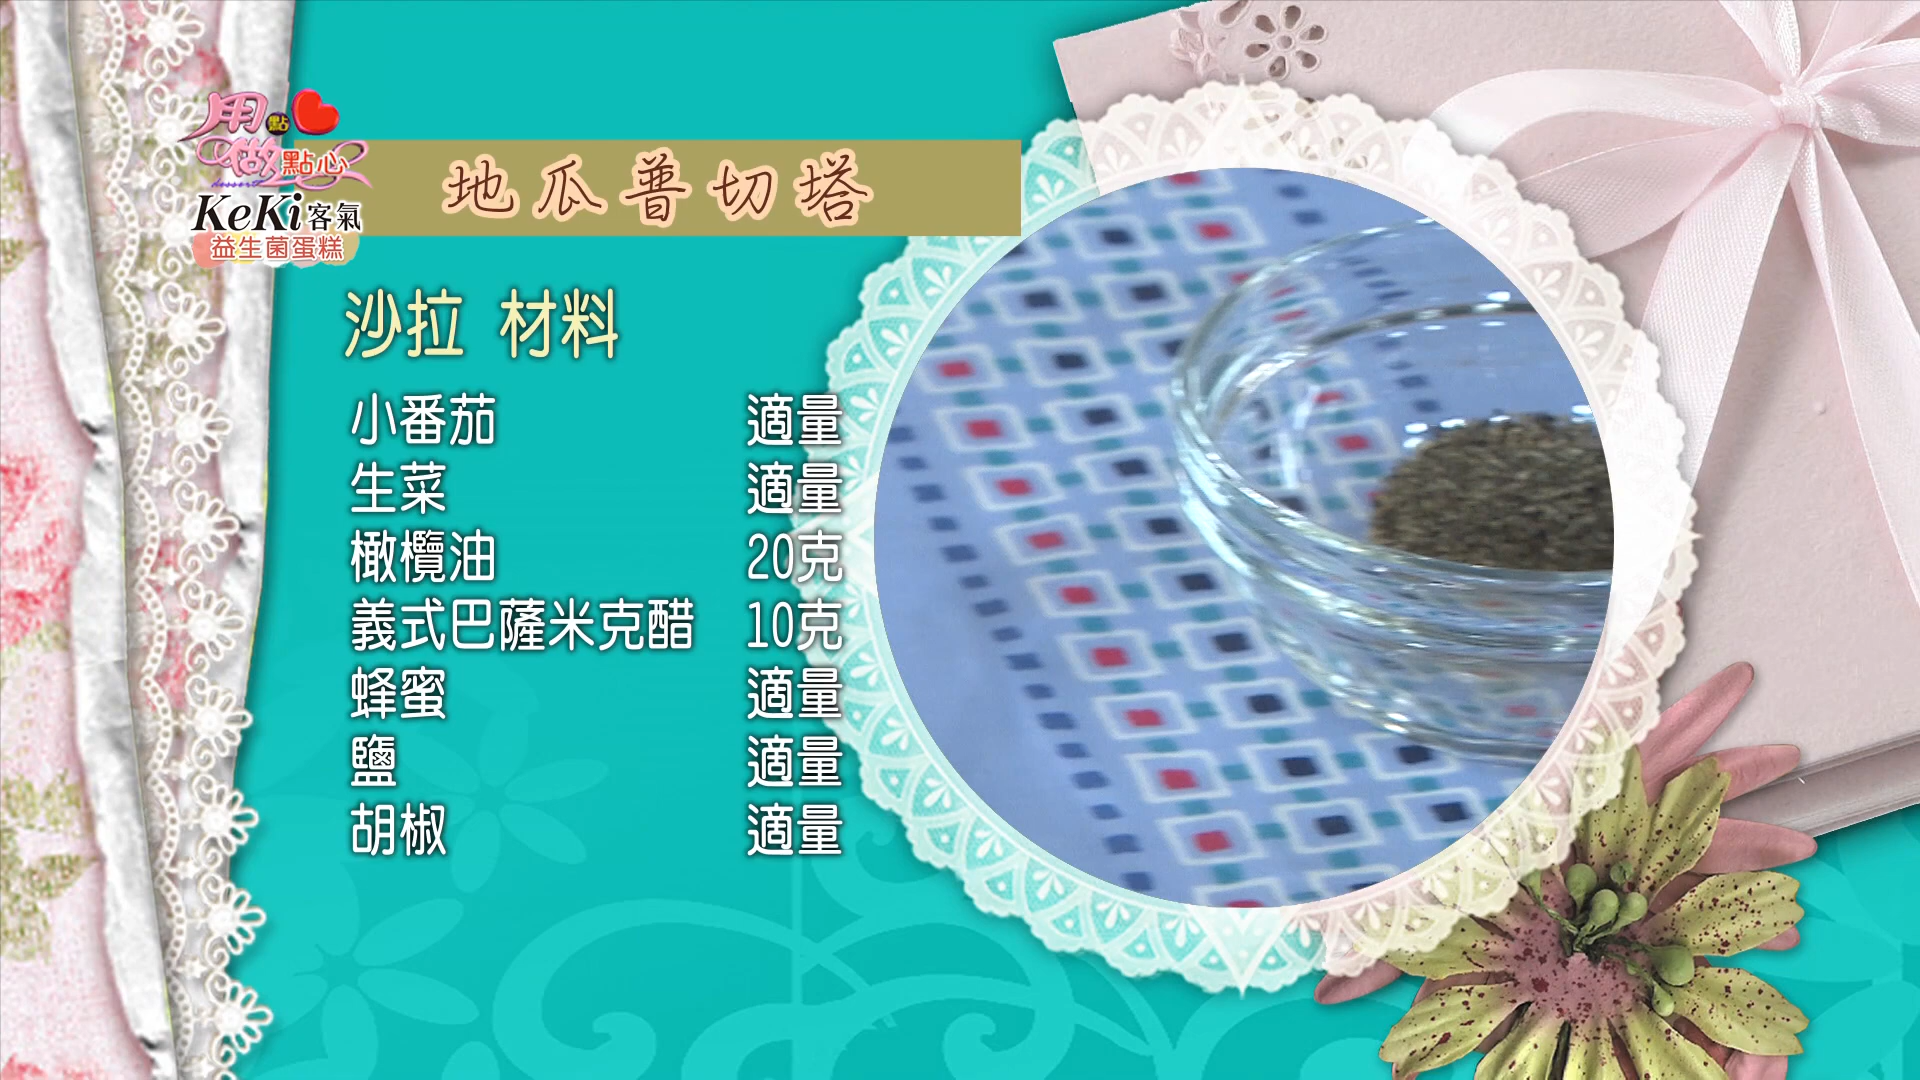 用點
做點心
dessert
KeKi客氣
益生菌蛋糕
地瓜普切塔
沙拉 材料
小番茄 適量
生菜 適量
橄欖油 20克
義式巴薩米克醋 10克
蜂蜜 適量
鹽 適量
胡椒 適量